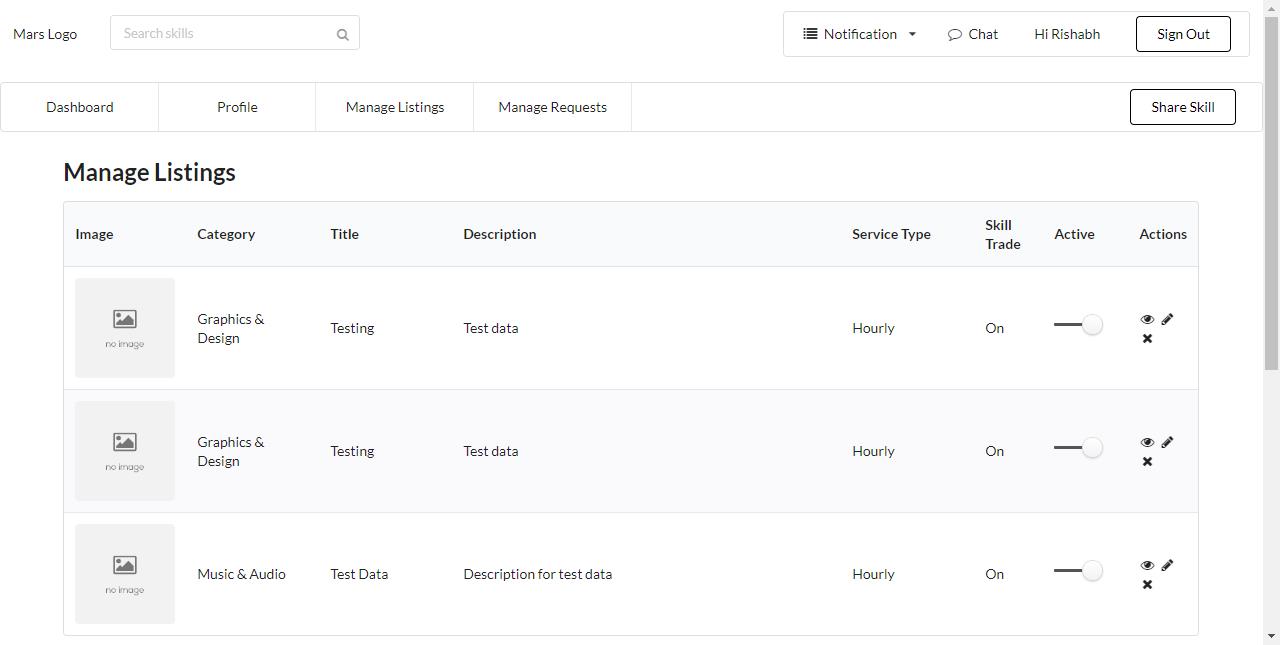 Mars Logo
Search skills
Notification
Chat
Hi Rishabh
Sign Out
Dashboard
Profile
Manage Listings
Manage Requests
Share Skill
Manage Listings
Image
Category
Title
Description
Service Type
Skill
Trade
Active
Actions
no image
Graphics &
Design
Testing
Test data
Hourly
On
no image
Graphics &
Design
Testing
Test data
Hourly
On
no image
Music & Audio
Test Data
Description for test data
Hourly
On